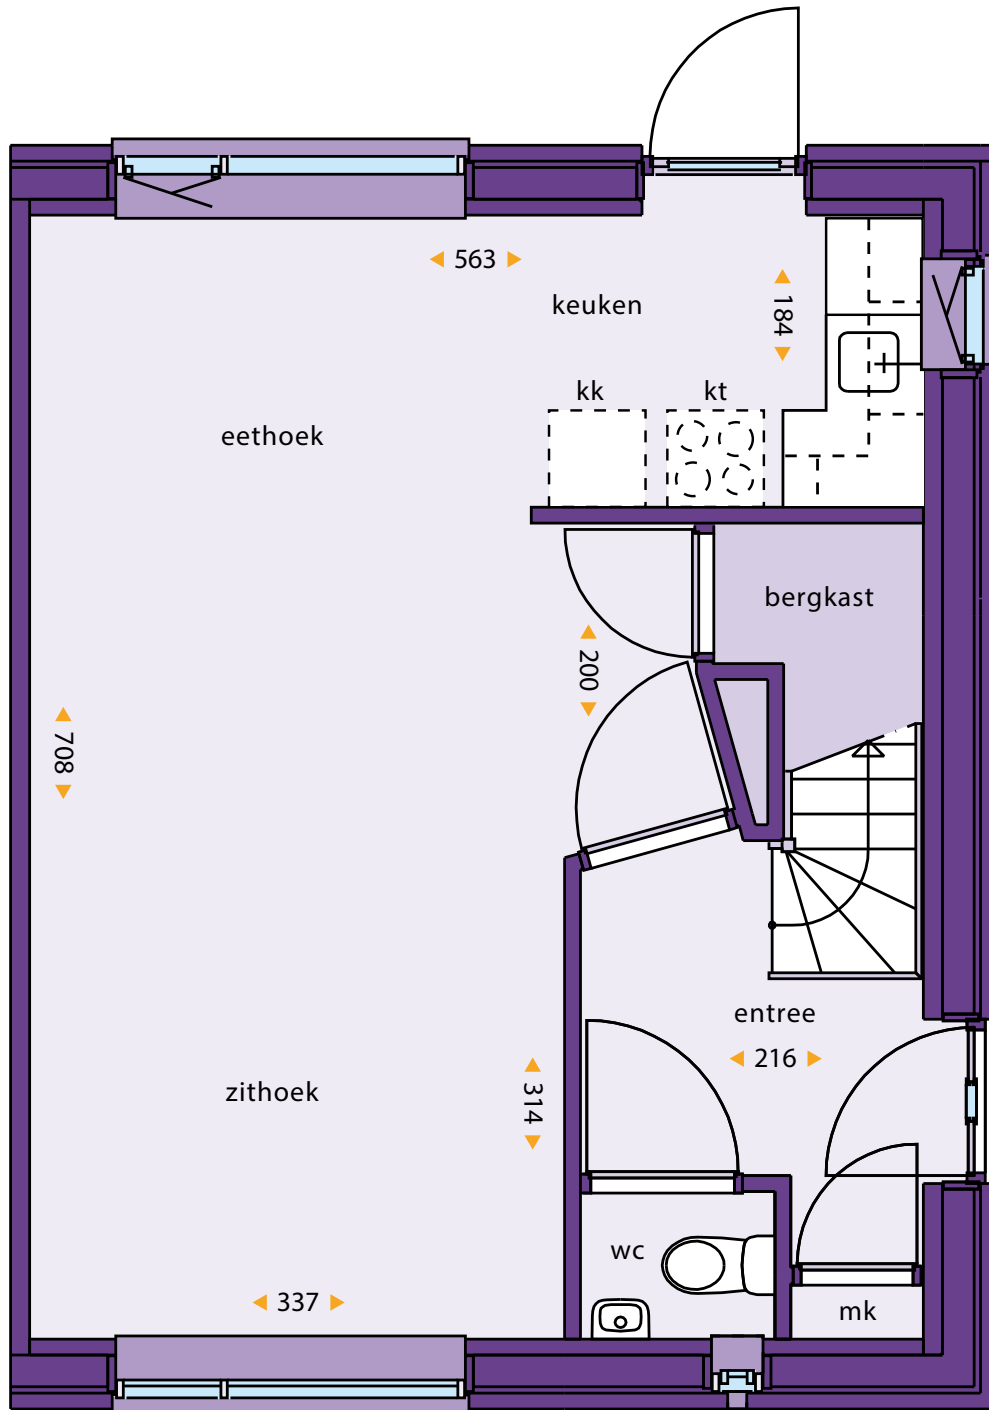 563
keuken
184
kk
kt
eethoek
bergkast
200
708
entree
216
zithoek
314
wc
337
mk